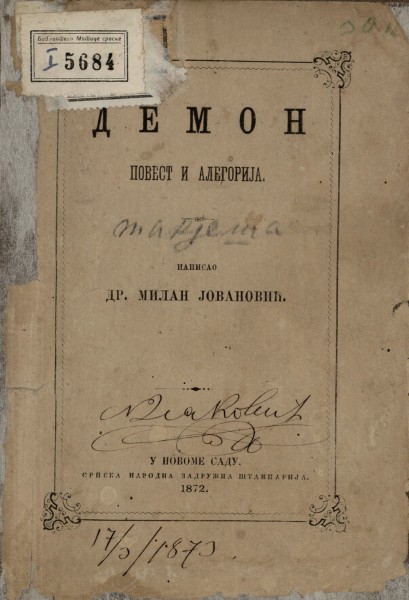 Библиотека Матице српске
I 5684
ДЕМОН
ПОВЕСТ И АЛЕГОРИЈА.
НАПИСАО
ДР. МИЛАН ЈОВАНОВИЋ.
У НОВОМЕ САДУ.
СРПСКА НАРОДНА ЗАДРУЖНА ШТАМПАРИЈА.
1872.
17/5/1873.